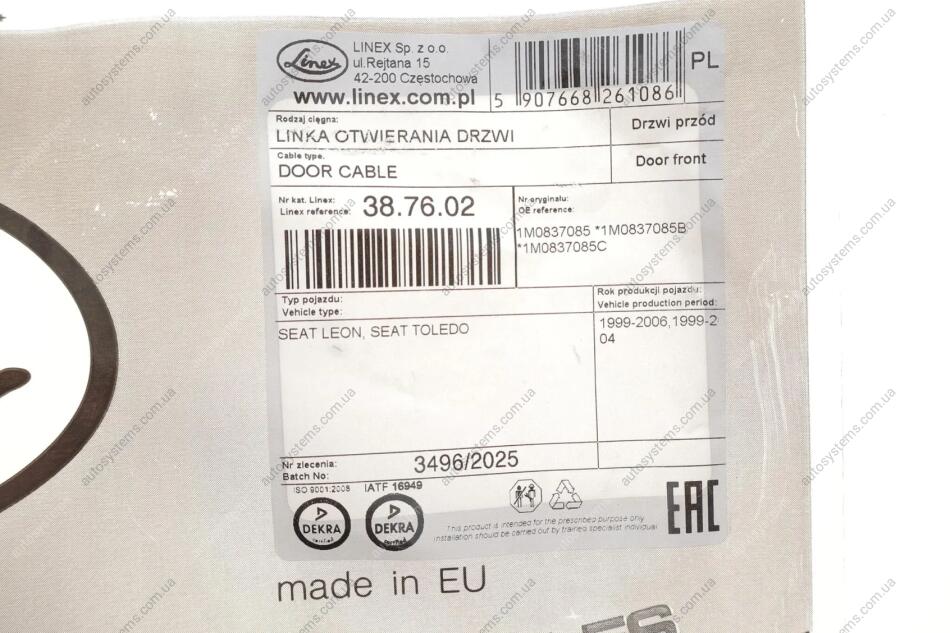 Linex
LINEX Sp. z o.o.
ul.Rejtana 15
42-200 Częstochowa
www.linex.com.pl
5 907668 261086
PL
Rodzaj cięgna:
LINKA OTWIERANIA DRZWI
Drzwi przód
Cable type.
DOOR CABLE
Door front
Nr kat. Linex:
Linex reference:
38.76.02
Nr oryginału:
OE reference:
1M0837085 *1M0837085B
*1M0837085C
Typ pojazdu:
Vehicle type:
Rok produkcji pojazdu:
Vehicle production period:
SEAT LEON, SEAT TOLEDO
1999-2006,1999-2
04
Nr zlecenia:
Batch No:
3496/2025
ISO 9001:2008
IATF 16949
DEKRA
DEKRA
certified
This product is intended for the prescribed purpose only
installation should be carried out by trained specialist individual
EAC
made in EU
autosystems.com.ua